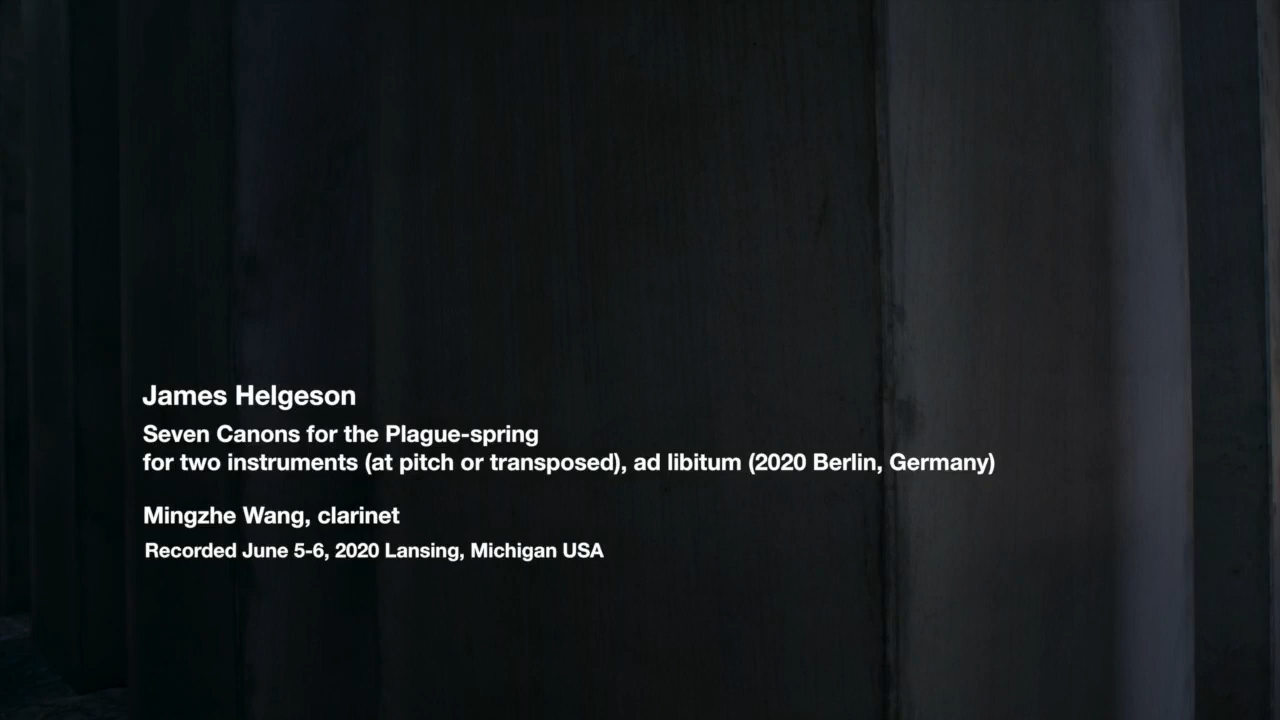 James Helgeson
Seven Canons for the Plague-spring
for two instruments (at pitch or transposed), ad libitum (2020 Berlin, Germany)
Mingzhe Wang, clarinet
Recorded June 5-6, 2020 Lansing, Michigan USA